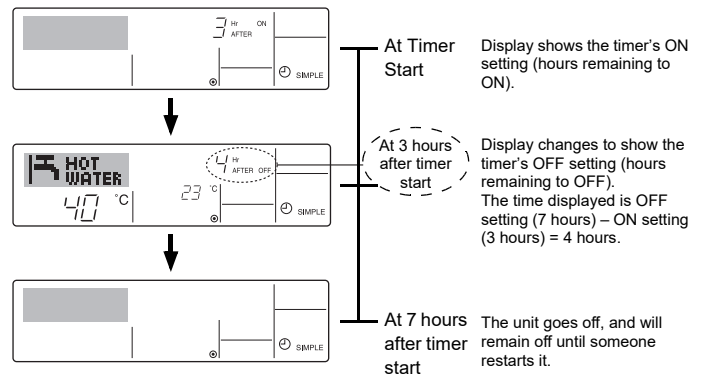 3 Hr ON
AFTER
SIMPLE
At Timer
Start
Display shows the timer’s ON
setting (hours remaining to
ON).
HOT
WATER
40 °C
4 Hr
AFTER OFF
23 °C
SIMPLE
At 3 hours
after timer
start
Display changes to show the
timer’s OFF setting (hours
remaining to OFF).
The time displayed is OFF
setting (7 hours) – ON setting
(3 hours) = 4 hours.
SIMPLE
At 7 hours
after timer
start
The unit goes off, and will
remain off until someone
restarts it.